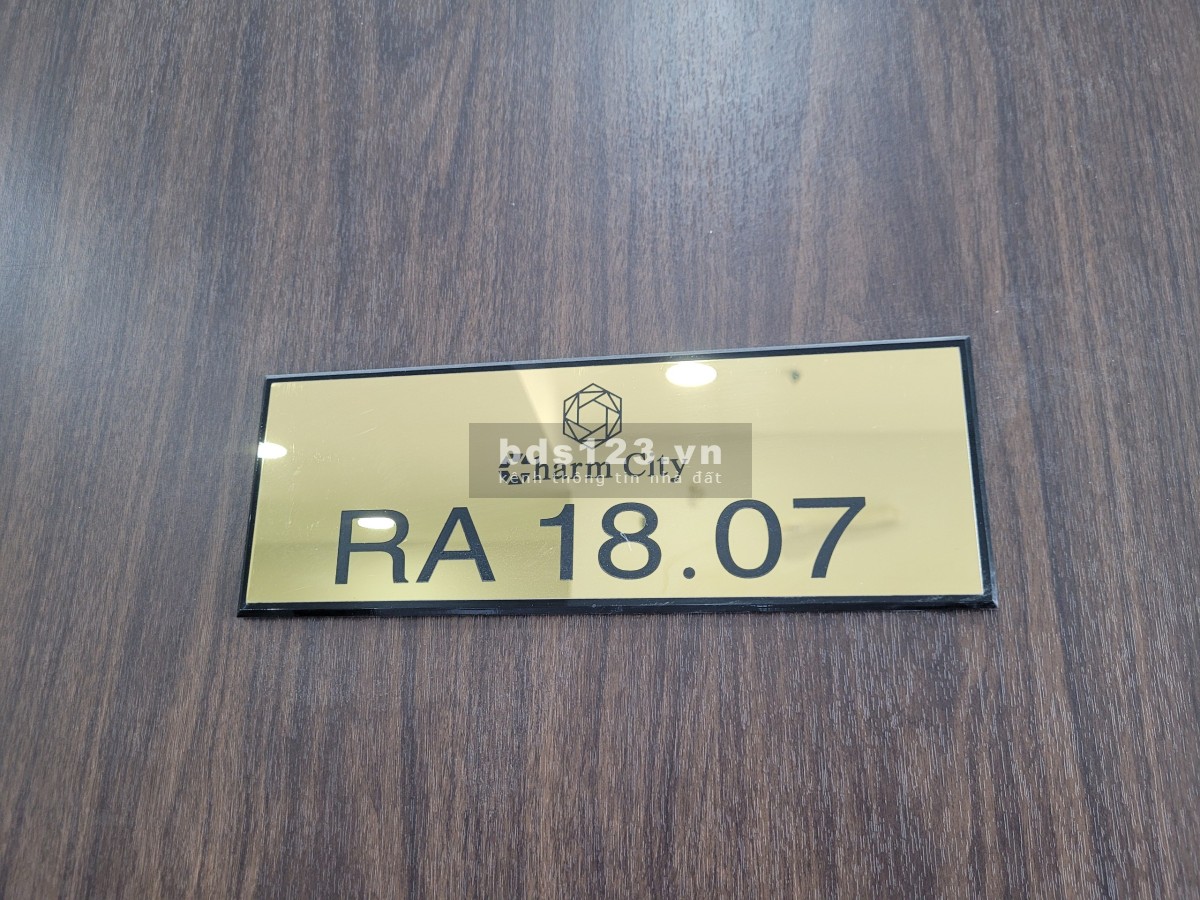 bds123.vn
Charm City
kênh thông tin nhà đất
RA 18.07